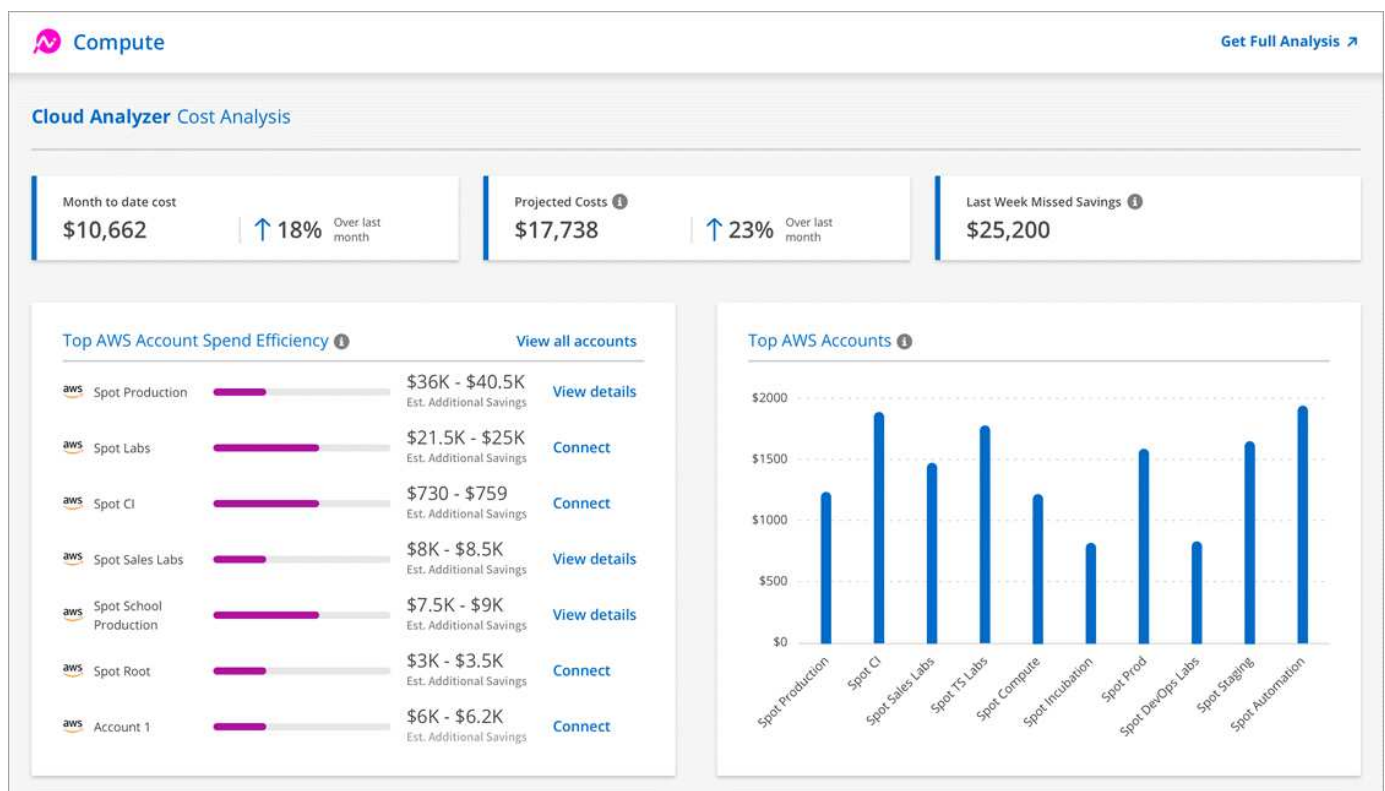 Compute
Get Full Analysis
Cloud Analyzer Cost Analysis
Month to date cost
$10,662
18%
Over last
month
Projected Costs
$17,738
23%
Over last
month
Last Week Missed Savings
$25,200
Top AWS Account Spend Efficiency
View all accounts
aws Spot Production
$36K - $40.5K
Est. Additional Savings
View details
aws Spot Labs
$21.5K - $25K
Est. Additional Savings
Connect
aws Spot CI
$730 - $759
Est. Additional Savings
Connect
aws Spot Sales Labs
$8K - $8.5K
Est. Additional Savings
View details
aws Spot School
Production
$7.5K - $9K
Est. Additional Savings
View details
aws Spot Root
$3K - $3.5K
Est. Additional Savings
Connect
aws Account 1
$6K - $6.2K
Est. Additional Savings
Connect
Top AWS Accounts
$2000
$1500
$1000
$500
$0
Spot Production
Spot CI
Spot Sales Labs
Spot TS Labs
Spot Compute
Spot Incubation
Spot Prod
Spot DevOps Labs
Spot Staging
Spot Automation